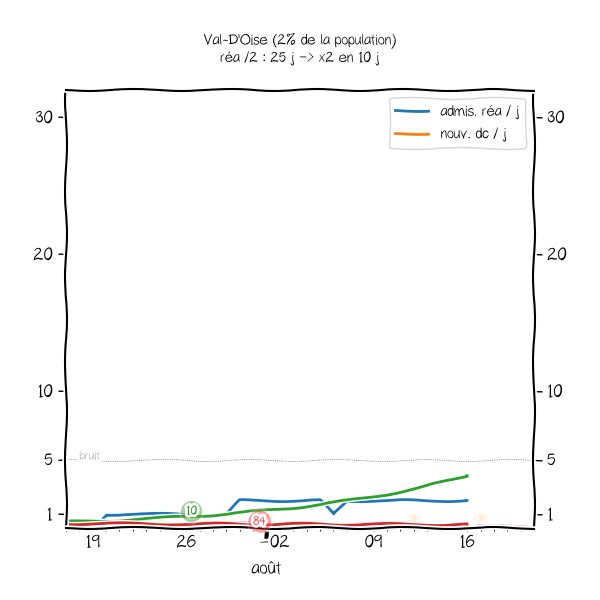 Val-D'Oise (2% de la population)
réa /2 : 25 j -> x2 en 10 j
admis. réa / j
nouv. dc / j
30
30
20
20
10
10
5
bruit
5
10
84
1
1
19
26
02
09
16
août